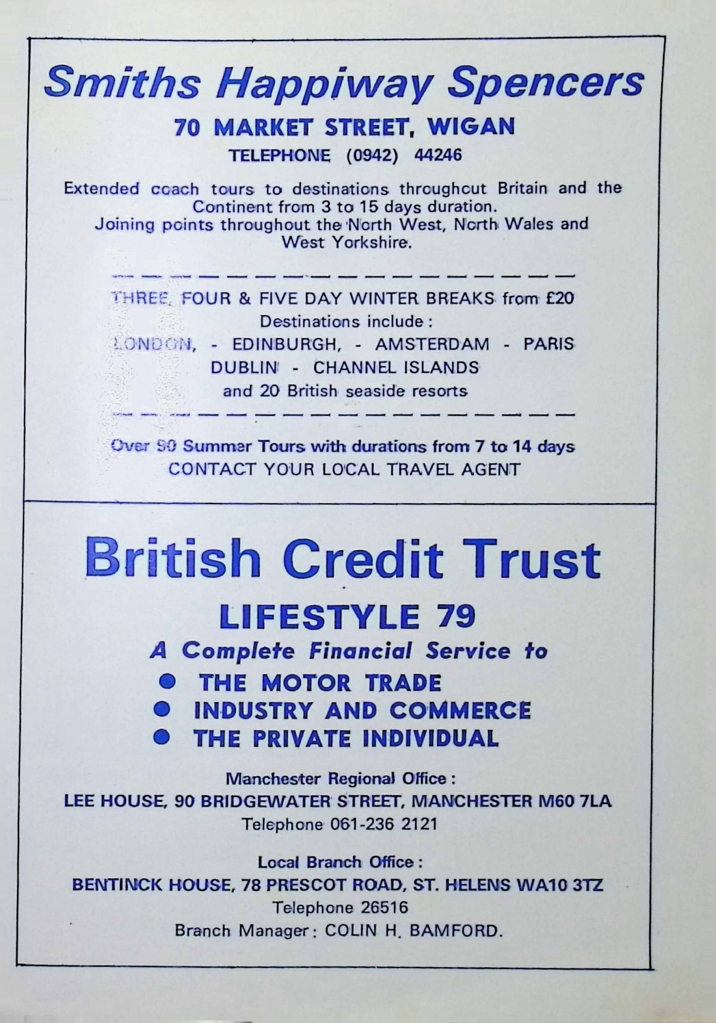 Smiths Happiway Spencers
70 MARKET STREET, WIGAN
TELEPHONE (0942) 44246
Extended coach tours to destinations throughout Britain and the
Continent from 3 to 15 days duration.
Joining points throughout the North West, North Wales and
West Yorkshire.
THREE, FOUR & FIVE DAY WINTER BREAKS from £20
Destinations include :
LONDON, - EDINBURGH, - AMSTERDAM - PARIS
DUBLIN - CHANNEL ISLANDS
and 20 British seaside resorts
Over Summer Tours with durations from 7 to 14 days
CONTACT YOUR LOCAL TRAVEL AGENT
British Credit Trust
LIFESTYLE 79
A Complete Financial Service to
● THE MOTOR TRADE
● INDUSTRY AND COMMERCE
● THE PRIVATE INDIVIDUAL
Manchester Regional Office :
LEE HOUSE, 90 BRIDGEWATER STREET, MANCHESTER M60 7LA
Telephone 061-236 2121
Local Branch Office :
BENTINCK HOUSE, 78 PRESCOT ROAD, ST. HELENS WA10 3TZ
Telephone 26516
Branch Manager : COLIN H. BAMFORD.